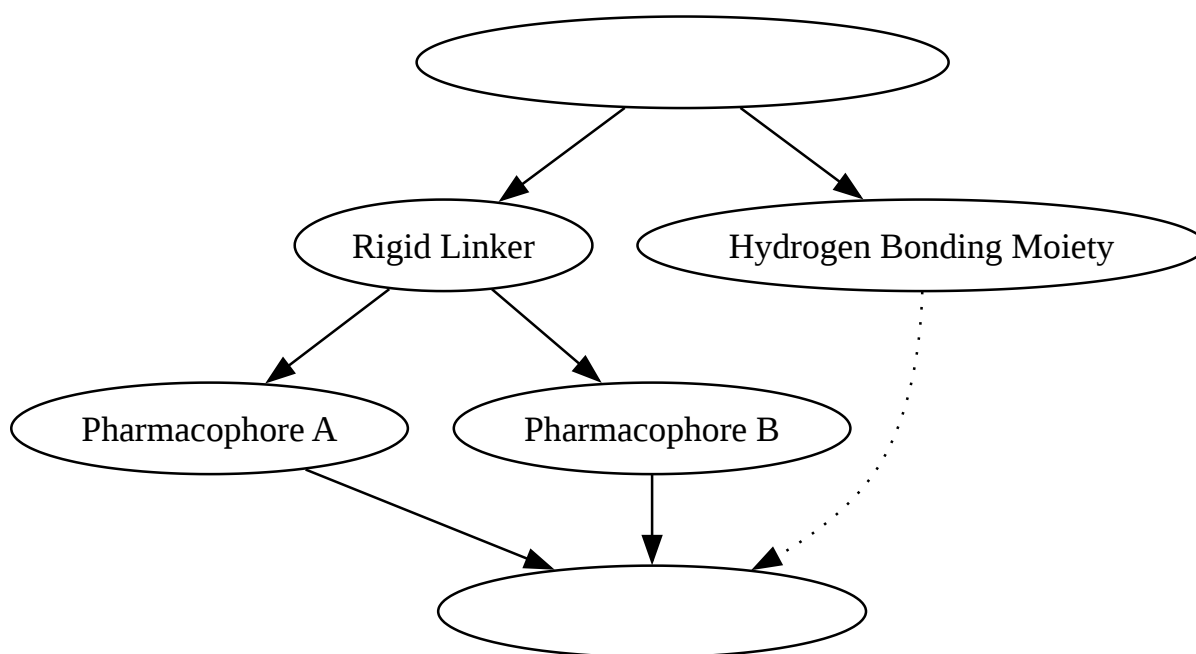 Rigid Linker
Hydrogen Bonding Moiety
Pharmacophore A
Pharmacophore B